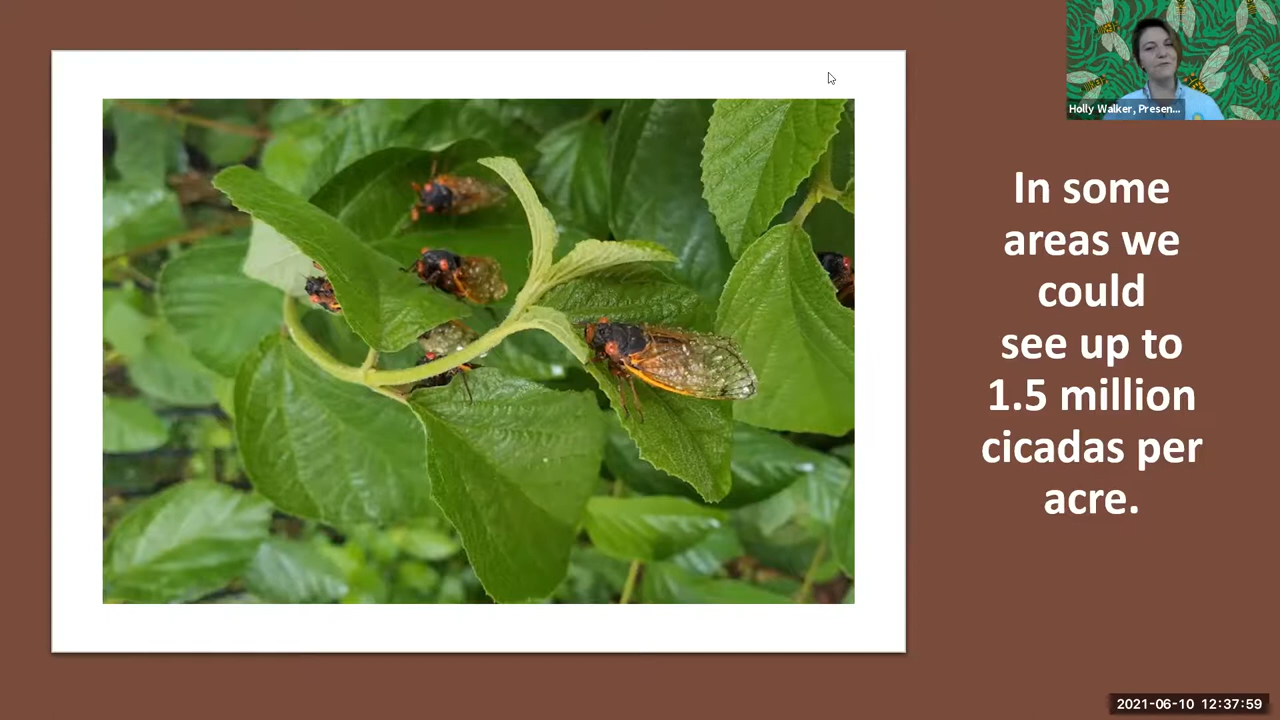 Holly Walker, Presen...
In some
areas we
could
see up to
1.5 million
cicadas per
acre.
2021-06-10 12:37:59